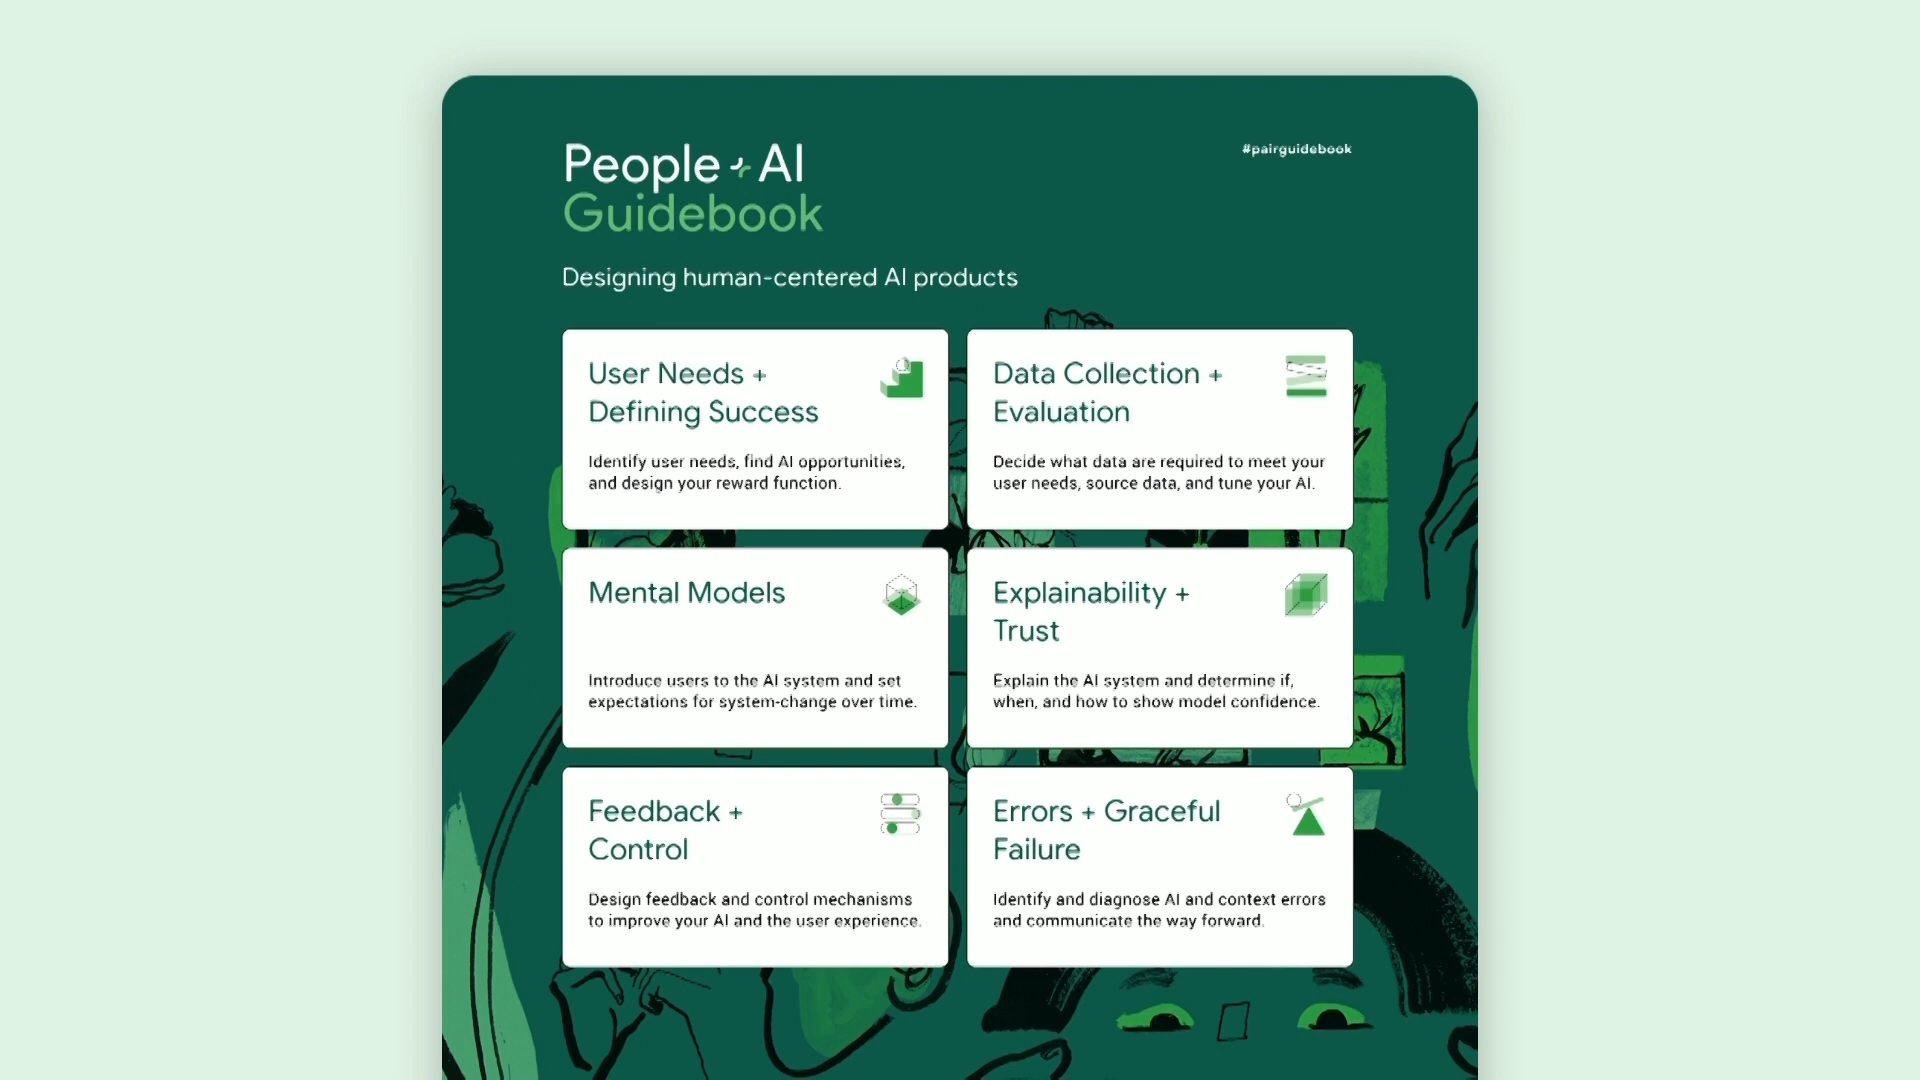 People + AI
Guidebook
#pairguidebook
Designing human-centered AI products
User Needs +
Defining Success
Identify user needs, find AI opportunities,
and design your reward function.
Data Collection +
Evaluation
Decide what data are required to meet your
user needs, source data, and tune your AI.
Mental Models
Introduce users to the AI system and set
expectations for system-change over time.
Explainability +
Trust
Explain the AI system and determine if,
when, and how to show model confidence.
Feedback +
Control
Design feedback and control mechanisms
to improve your AI and the user experience.
Errors + Graceful
Failure
Identify and diagnose AI and context errors
and communicate the way forward.